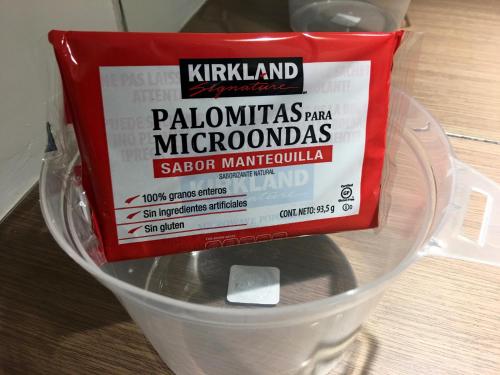 KIRKLAND
Signature
PALOMITAS PARA
MICROONDAS
SABOR MANTEQUILLA
SABORIZANTE NATURAL
100% granos enteros
Sin ingredientes artificiales
Sin gluten
CONT. NETO: 93,5 g
GF